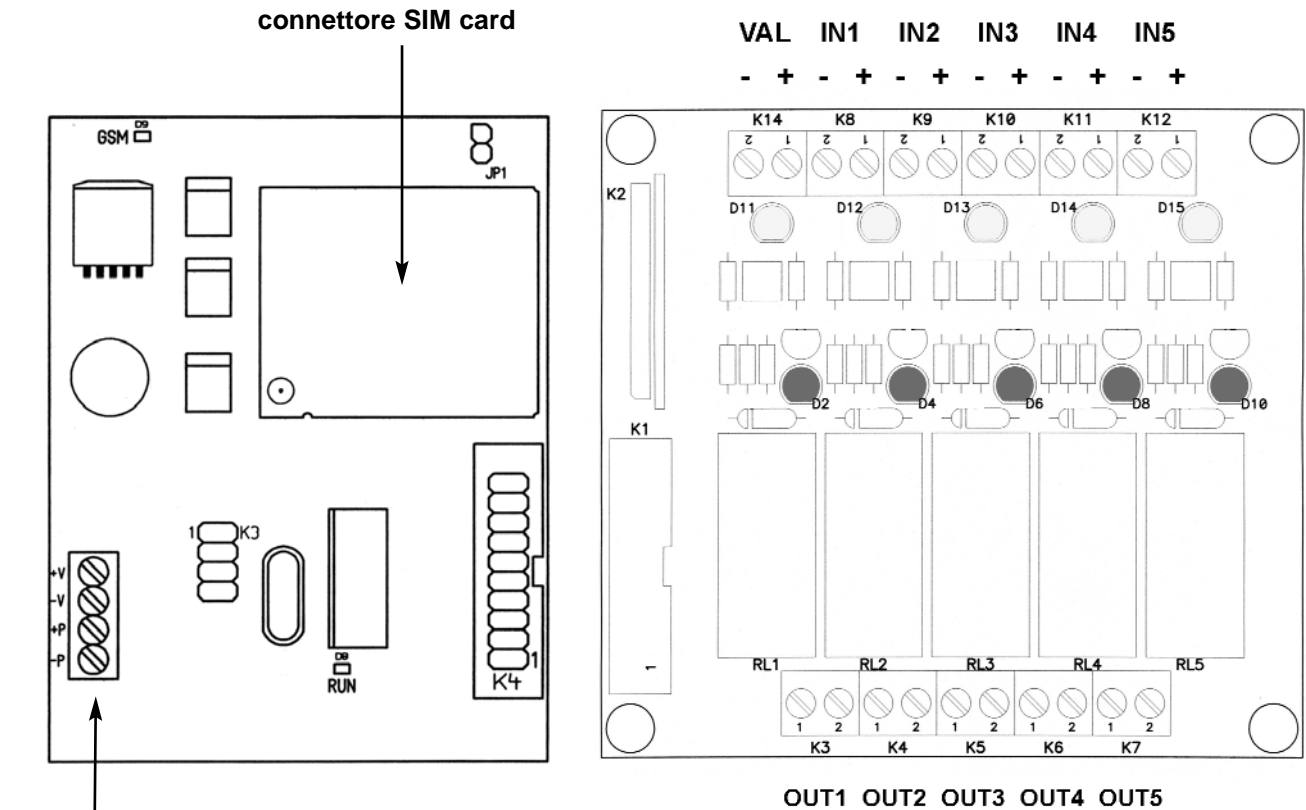 connettore SIM card
D9
GSM
JP1
1 K3
+V
-V
+P
-P
D9
RUN
1
K4
VAL IN1 IN2 IN3 IN4 IN5
- + - + - + - + - + - +
K14 K8 K9 K10 K11 K12
2 1 2 1 2 1 2 1 2 1 2 1
K2
D11 D12 D13 D14 D15
D2 D4 D6 D8 D10
K1
1
RL1 RL2 RL3 RL4 RL5
1 2 1 2 1 2 1 2 1 2
K3 K4 K5 K6 K7
OUT1 OUT2 OUT3 OUT4 OUT5